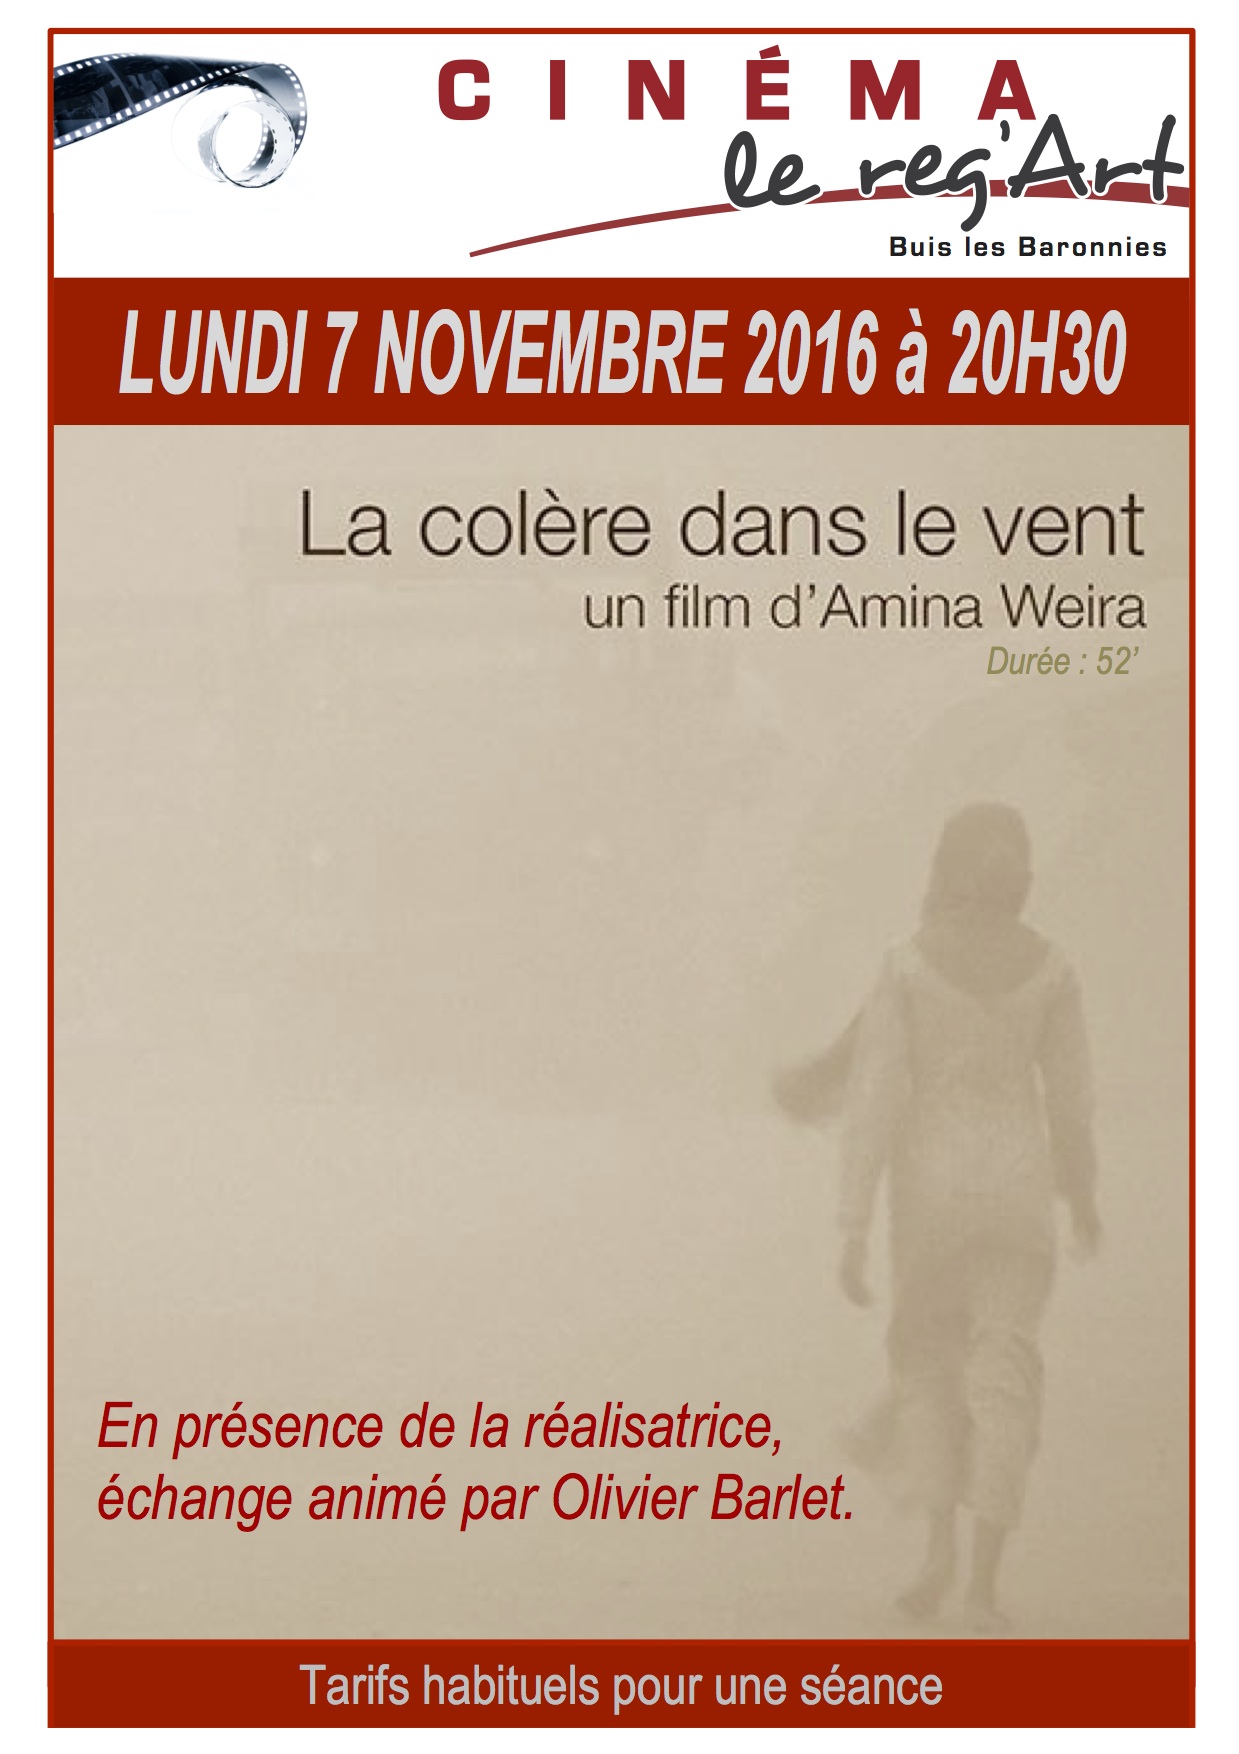 CINÉMA
le reg'Art
Buis les Baronnies
LUNDI 7 NOVEMBRE 2016 à 20H30
La colère dans le vent
un film d'Amina Weira
Durée : 52'
En présence de la réalisatrice,
échange animé par Olivier Barlet.
Tarifs habituels pour une séance